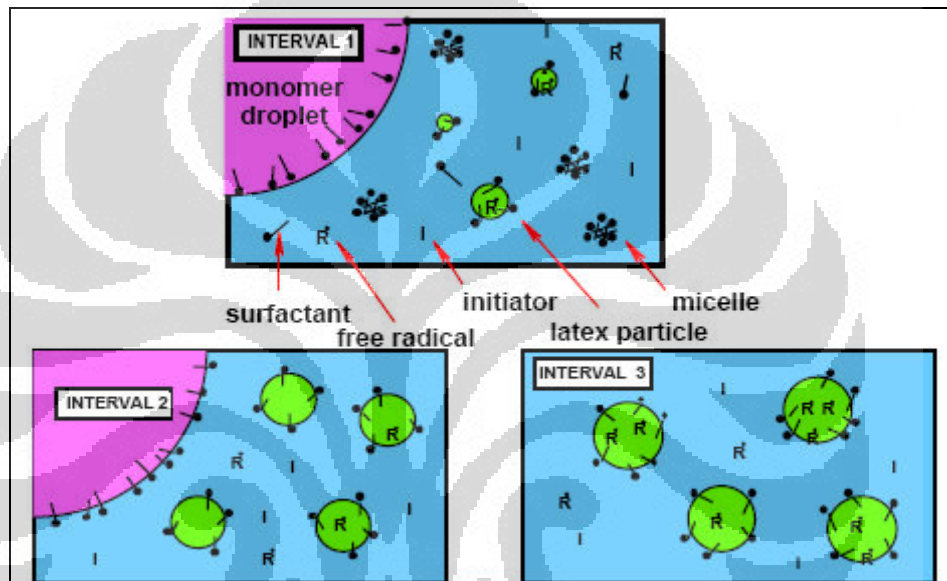 INTERVAL 1
monomer
droplet
I
R•
R•
I
I
R•
R•
I
surfactant
free radical
initiator
latex particle
micelle
INTERVAL 2
R•
R•
I
I
R•
I
R•
INTERVAL 3
I
R• R•
R•
R•
R•
R•
I
R•
R•
R•
I
R•
I